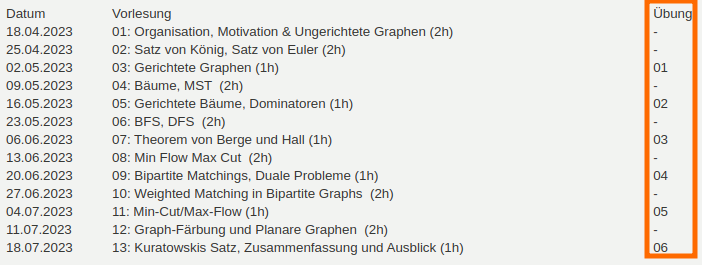 Datum Vorlesung Übung
18.04.2023 01: Organisation, Motivation & Ungerichtete Graphen (2h) -
25.04.2023 02: Satz von König, Satz von Euler (2h) -
02.05.2023 03: Gerichtete Graphen (1h) 01
09.05.2023 04: Bäume, MST (2h) -
16.05.2023 05: Gerichtete Bäume, Dominatoren (1h) 02
23.05.2023 06: BFS, DFS (2h) -
06.06.2023 07: Theorem von Berge und Hall (1h) 03
13.06.2023 08: Min Flow Max Cut (2h) -
20.06.2023 09: Bipartite Matchings, Duale Probleme (1h) 04
27.06.2023 10: Weighted Matching in Bipartite Graphs (2h) -
04.07.2023 11: Min-Cut/Max-Flow (1h) 05
11.07.2023 12: Graph-Färbung und Planare Graphen (2h) -
18.07.2023 13: Kuratowskis Satz, Zusammenfassung und Ausblick (1h) 06